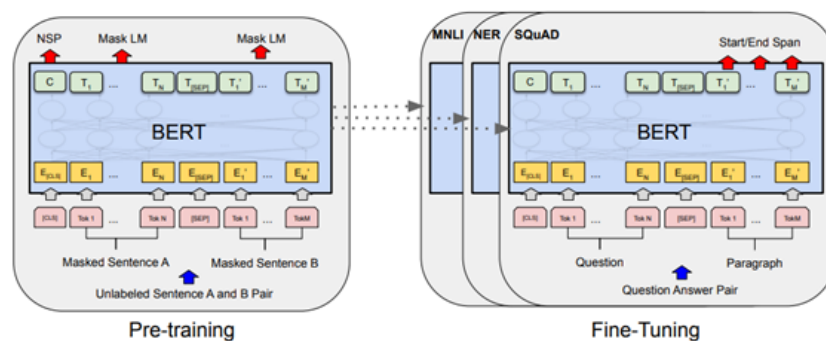 NSP Mask LM Mask LM
C T1 ... TN T[SEP] T1' ... TM'
BERT
E[CLS] E1 ... EN E[SEP] E1' ... EM'
[CLS] Tok 1 ... Tok N [SEP] Tok 1 ... TokM
Masked Sentence A Masked Sentence B
Unlabeled Sentence A and B Pair
Pre-training
MNLI NER SQuAD
Start/End Span
C T1 ... TN T[SEP] T1' ... TM'
BERT
E[CLS] E1 ... EN E[SEP] E1' ... EM'
[CLS] Tok 1 ... Tok N [SEP] Tok 1 ... TokM
Question Paragraph
Question Answer Pair
Fine-Tuning